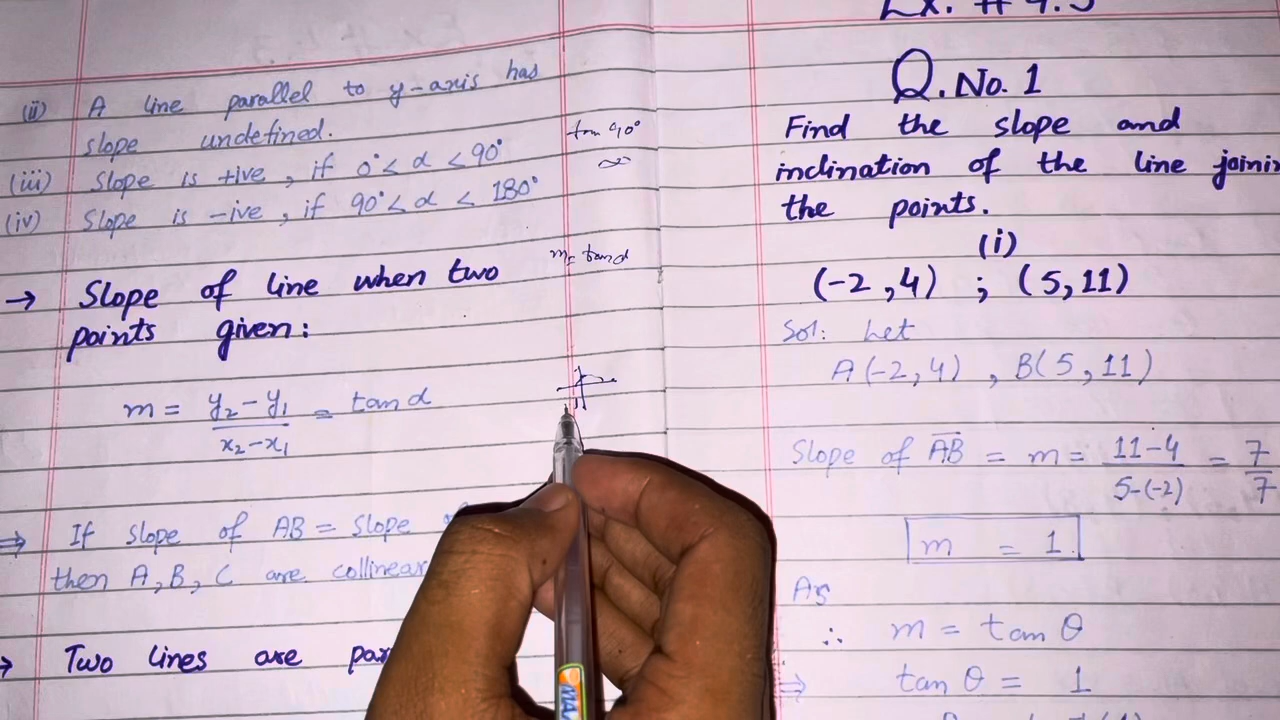 (ii) A line parallel to y-axis has
slope undefined.
(iii) Slope is +ive, if 0° < α < 90°
(iv) Slope is -ive, if 90° < α < 180°
tan 90°
∞
m = tan α
→ Slope of line when two
points given:
m = y₂ - y₁ / x₂ - x₁ = tan α
⇒ If slope of AB = slope
then A, B, C are collinear
→ Two lines are
Ex. # 4.3
Q. No. 1
Find the slope and
inclination of the line joinin
the points.
(i)
(-2, 4) ; (5, 11)
Sol: Let
A(-2, 4) , B(5, 11)
Slope of A̅B̅ = m = 11-4 / 5-(-2) = 7/7
m = 1
As
∴ m = tan θ
⇒ tan θ = 1